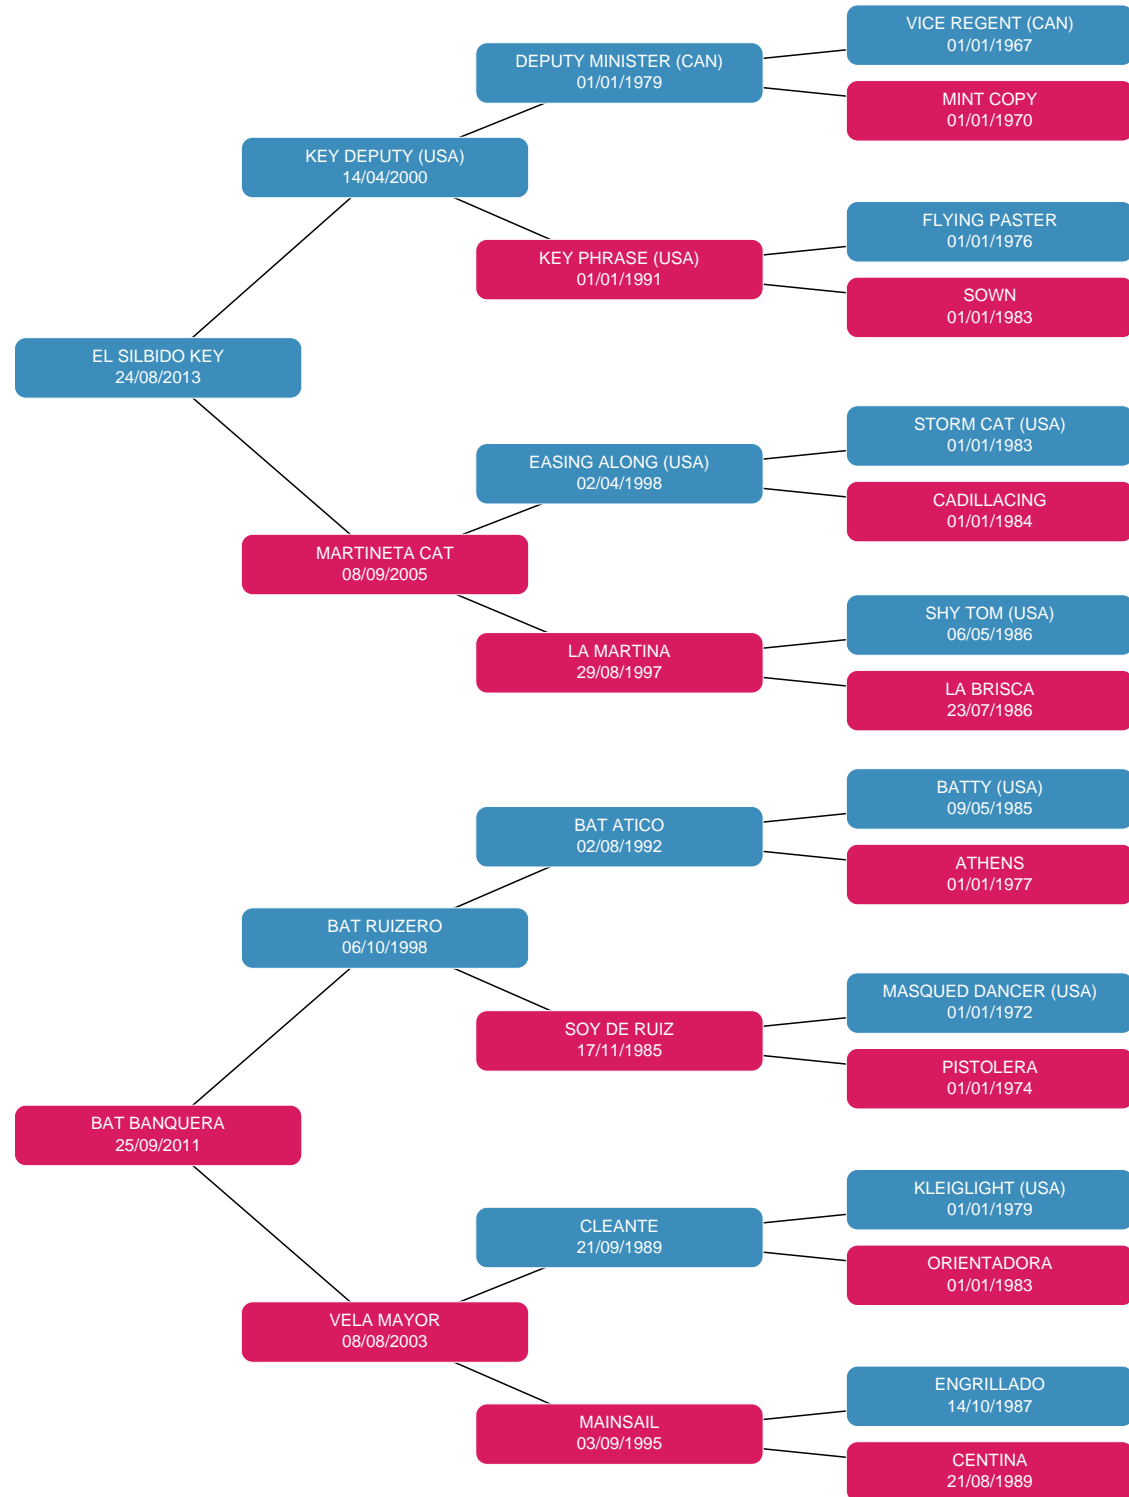 VICE REGENT (CAN)
01/01/1967
DEPUTY MINISTER (CAN)
01/01/1979
MINT COPY
01/01/1970
KEY DEPUTY (USA)
14/04/2000
FLYING PASTER
01/01/1976
KEY PHRASE (USA)
01/01/1991
SOWN
01/01/1983
EL SILBIDO KEY
24/08/2013
STORM CAT (USA)
01/01/1983
EASING ALONG (USA)
02/04/1998
CADILLACING
01/01/1984
MARTINETA CAT
08/09/2005
SHY TOM (USA)
06/05/1986
LA MARTINA
29/08/1997
LA BRISCA
23/07/1986
BATTY (USA)
09/05/1985
BAT ATICO
02/08/1992
ATHENS
01/01/1977
BAT RUIZERO
06/10/1998
MASQUED DANCER (USA)
01/01/1972
SOY DE RUIZ
17/11/1985
PISTOLERA
01/01/1974
BAT BANQUERA
25/09/2011
KLEIGLIGHT (USA)
01/01/1979
CLEANTE
21/09/1989
ORIENTADORA
01/01/1983
VELA MAYOR
08/08/2003
ENGRILLADO
14/10/1987
MAINSAIL
03/09/1995
CENTINA
21/08/1989